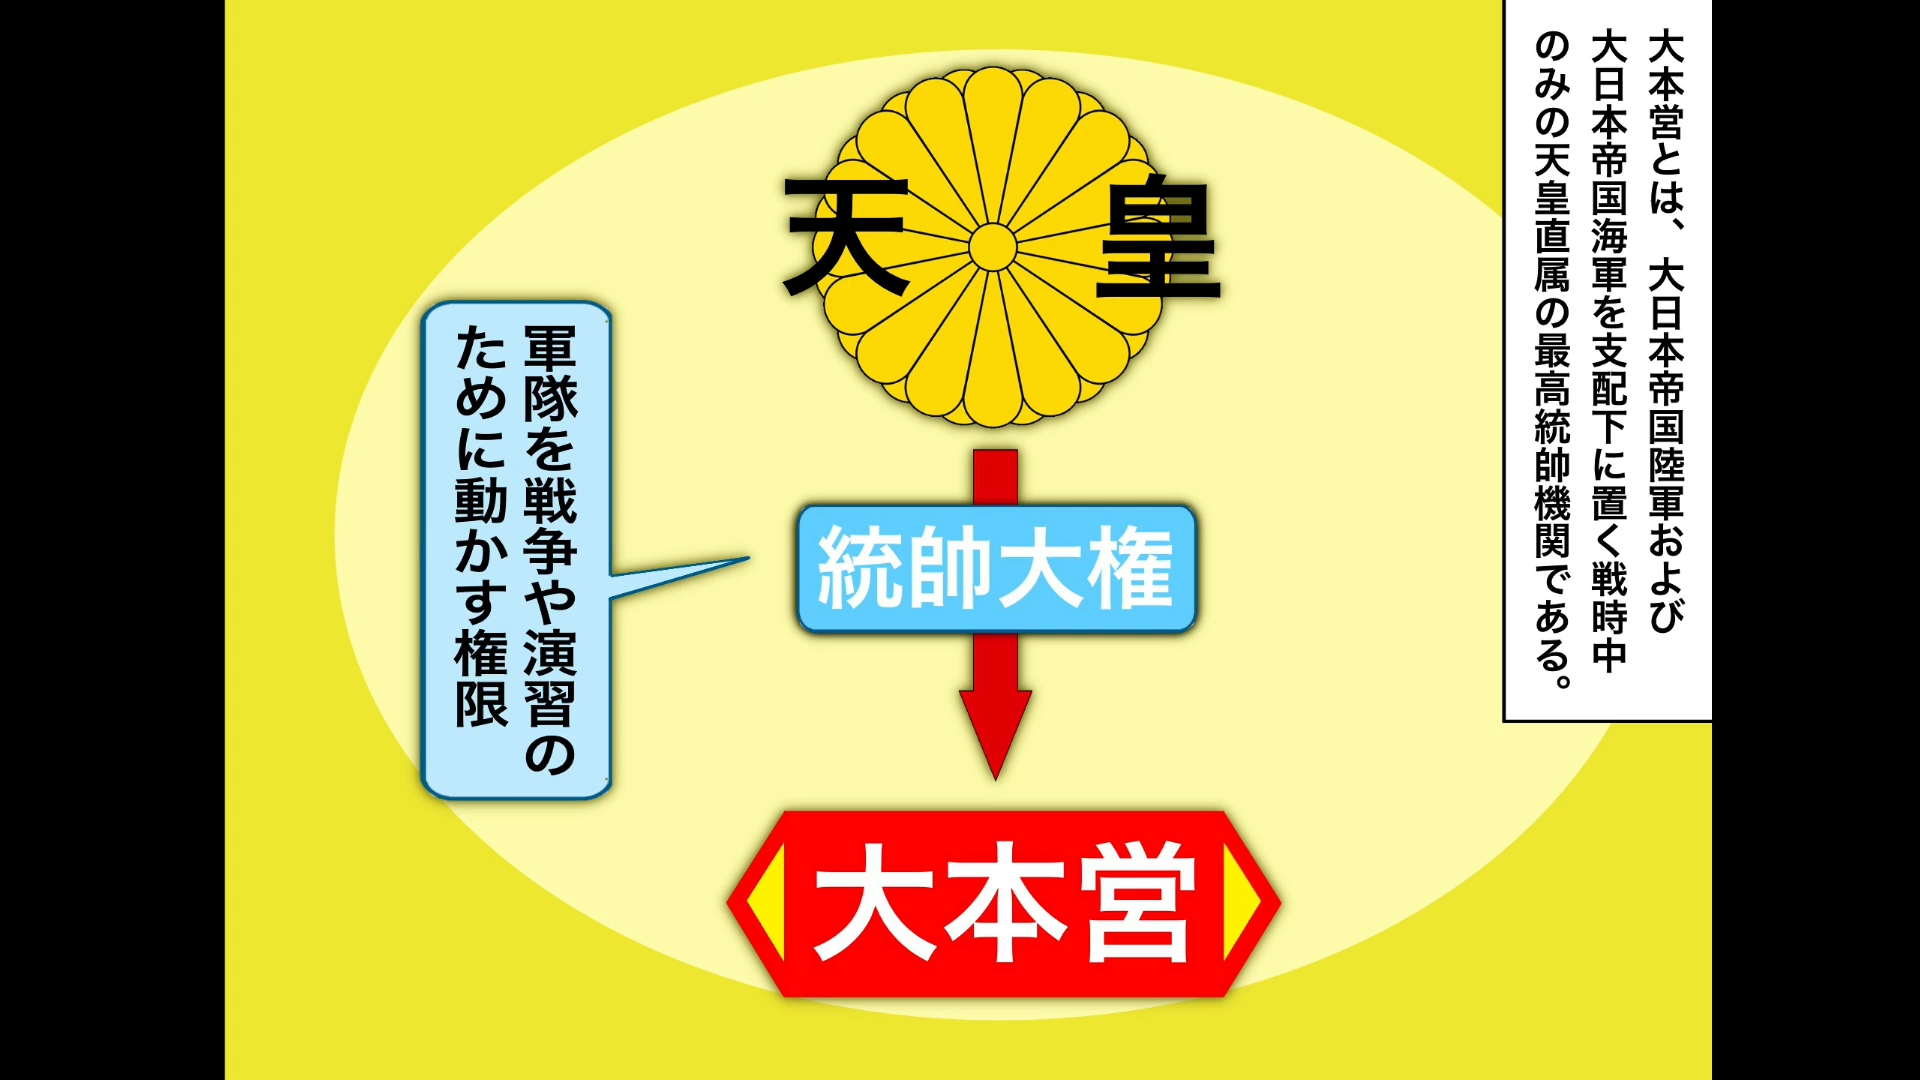 大本営とは、大日本帝国陸軍および
大日本帝国海軍を支配下に置く戦時中
のみの天皇直属の最高統帥機関である。
天皇
統帥大権
軍隊を戦争や演習の
ために動かす権限
大本営